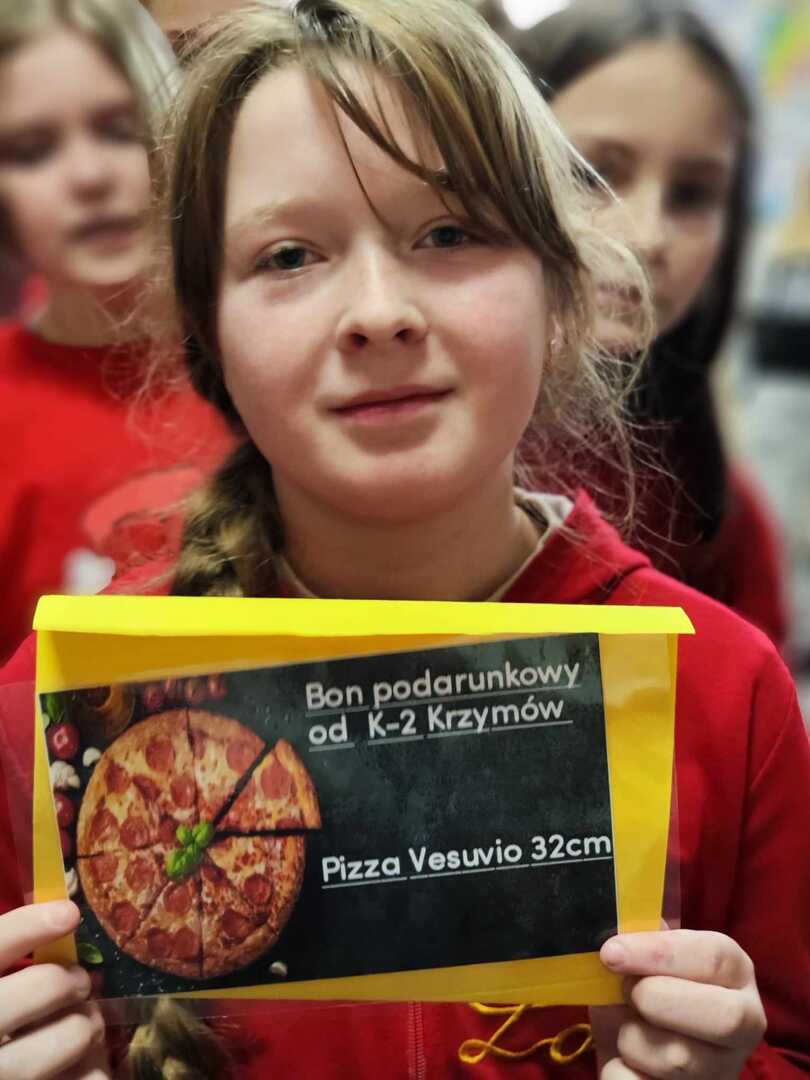 Bon podarunkowy
od K-2 Krzymów
Pizza Vesuvio 32cm